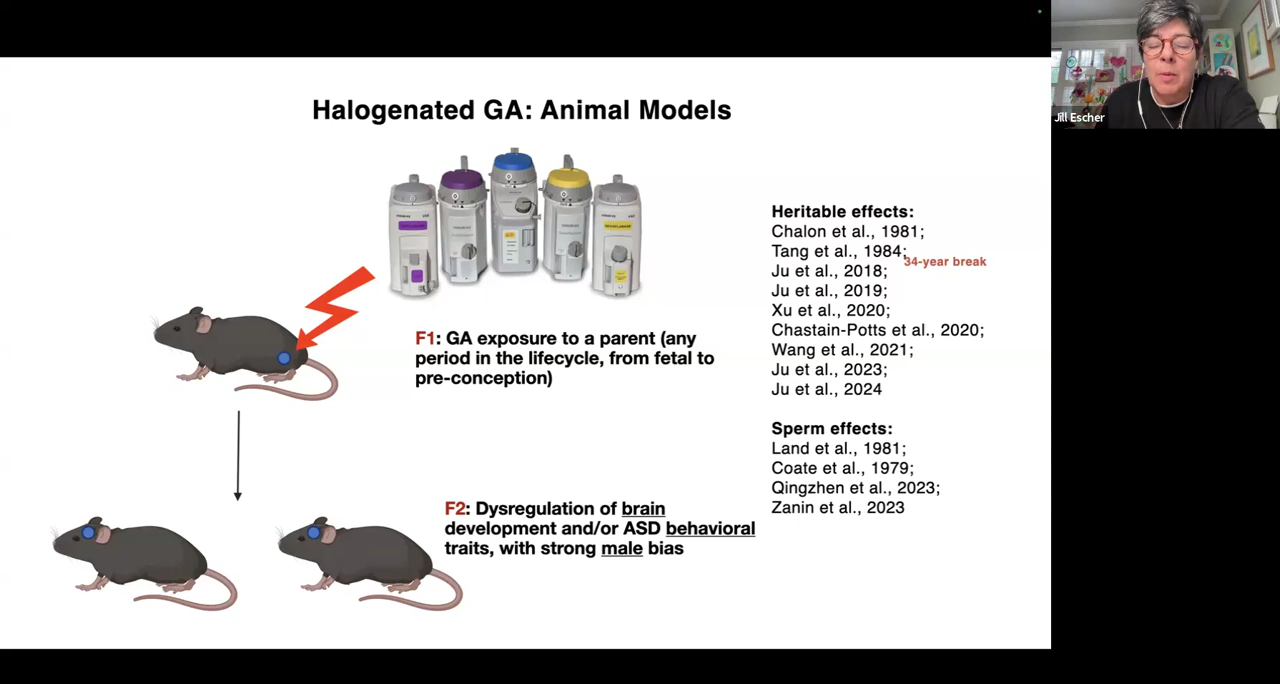 Halogenated GA: Animal Models
Jill Escher
Heritable effects:
Chalon et al., 1981;
Tang et al., 1984;
34-year break
Ju et al., 2018;
Ju et al., 2019;
Xu et al., 2020;
Chastain-Potts et al., 2020;
Wang et al., 2021;
Ju et al., 2023;
Ju et al., 2024
F1: GA exposure to a parent (any
period in the lifecycle, from fetal to
pre-conception)
Sperm effects:
Land et al., 1981;
Coate et al., 1979;
Qingzhen et al., 2023;
Zanin et al., 2023
F2: Dysregulation of brain
development and/or ASD behavioral
traits, with strong male bias